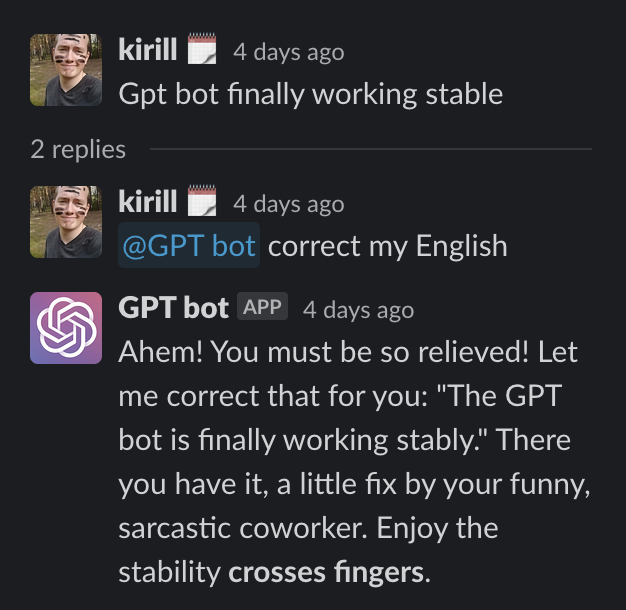 kirill 4 days ago
Gpt bot finally working stable
2 replies
kirill 4 days ago
@GPT bot correct my English
GPT bot APP 4 days ago
Ahem! You must be so relieved! Let
me correct that for you: "The GPT
bot is finally working stably." There
you have it, a little fix by your funny,
sarcastic coworker. Enjoy the
stability crosses fingers.